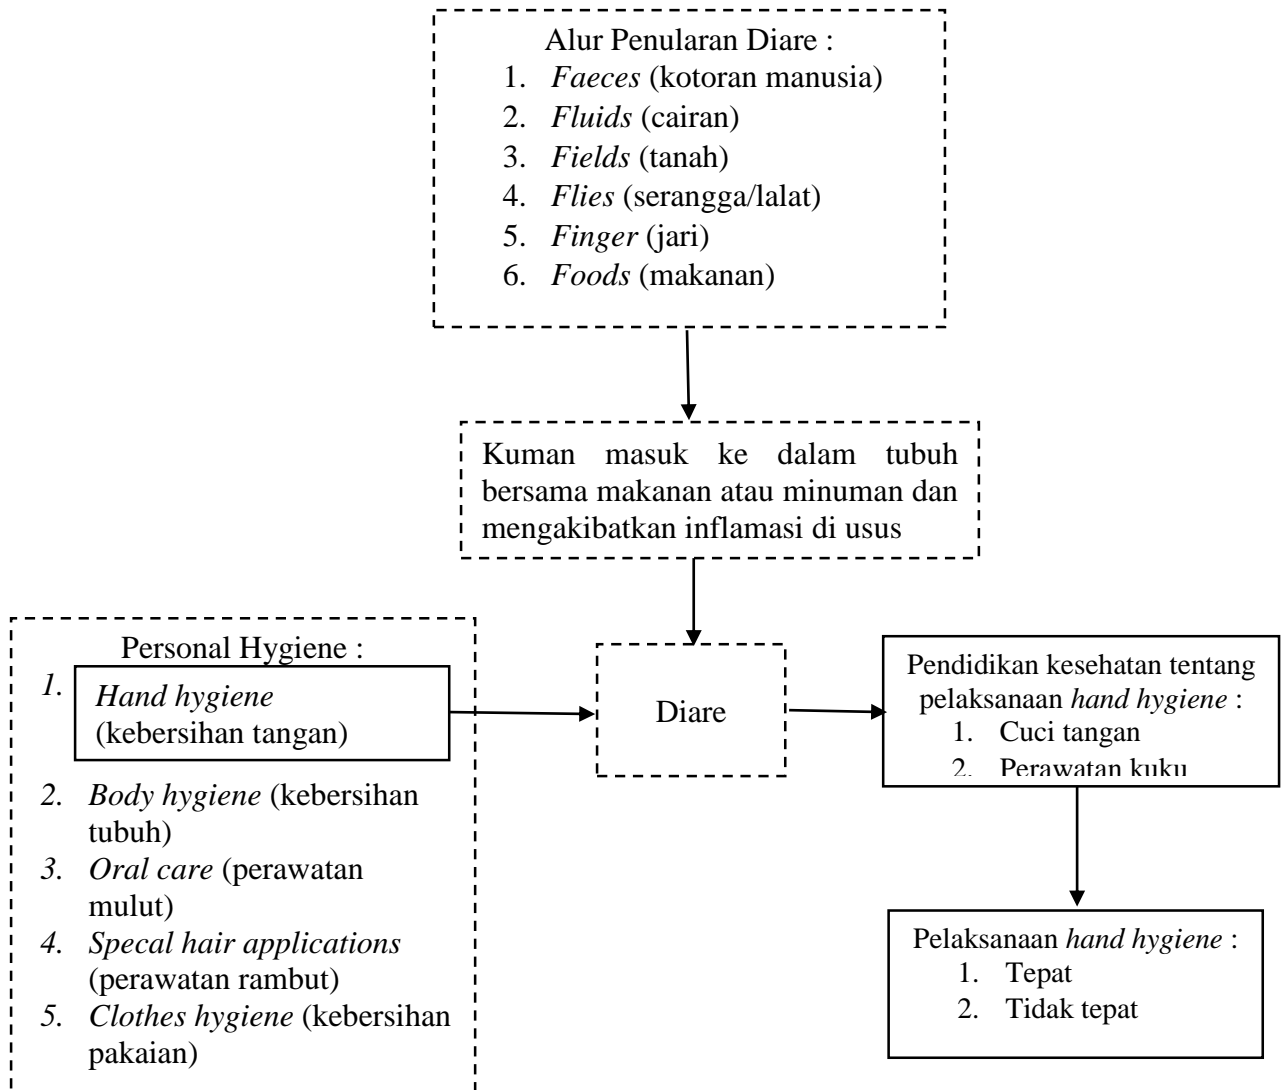 Alur Penularan Diare :
1. Faeces (kotoran manusia)
2. Fluids (cairan)
3. Fields (tanah)
4. Flies (serangga/lalat)
5. Finger (jari)
6. Foods (makanan)
Kuman masuk ke dalam tubuh
bersama makanan atau minuman dan
mengakibatkan inflamasi di usus
Personal Hygiene :
1. Hand hygiene
(kebersihan tangan)
2. Body hygiene (kebersihan
tubuh)
3. Oral care (perawatan
mulut)
4. Specal hair applications
(perawatan rambut)
5. Clothes hygiene (kebersihan
pakaian)
Diare
Pendidikan kesehatan tentang
pelaksanaan hand hygiene :
1. Cuci tangan
2. Perawatan kuku
Pelaksanaan hand hygiene :
1. Tepat
2. Tidak tepat